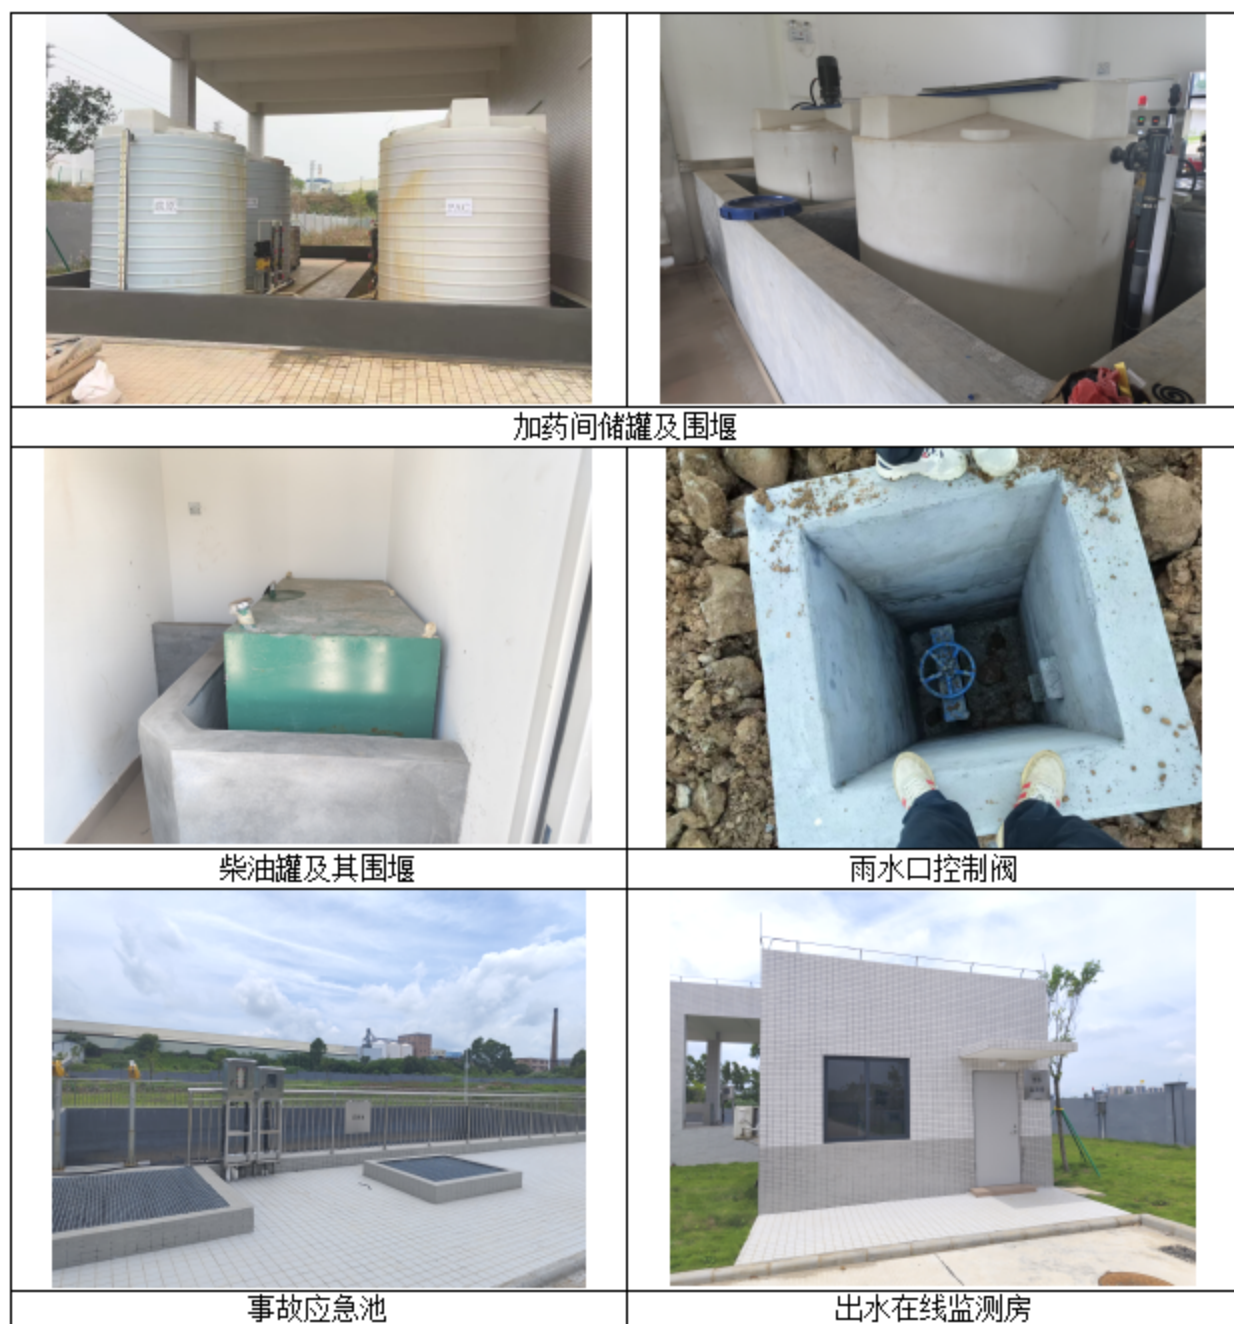 PAC
加药间储罐及围堰
柴油罐及其围堰
雨水口控制阀
事故应急池
出水在线监测房